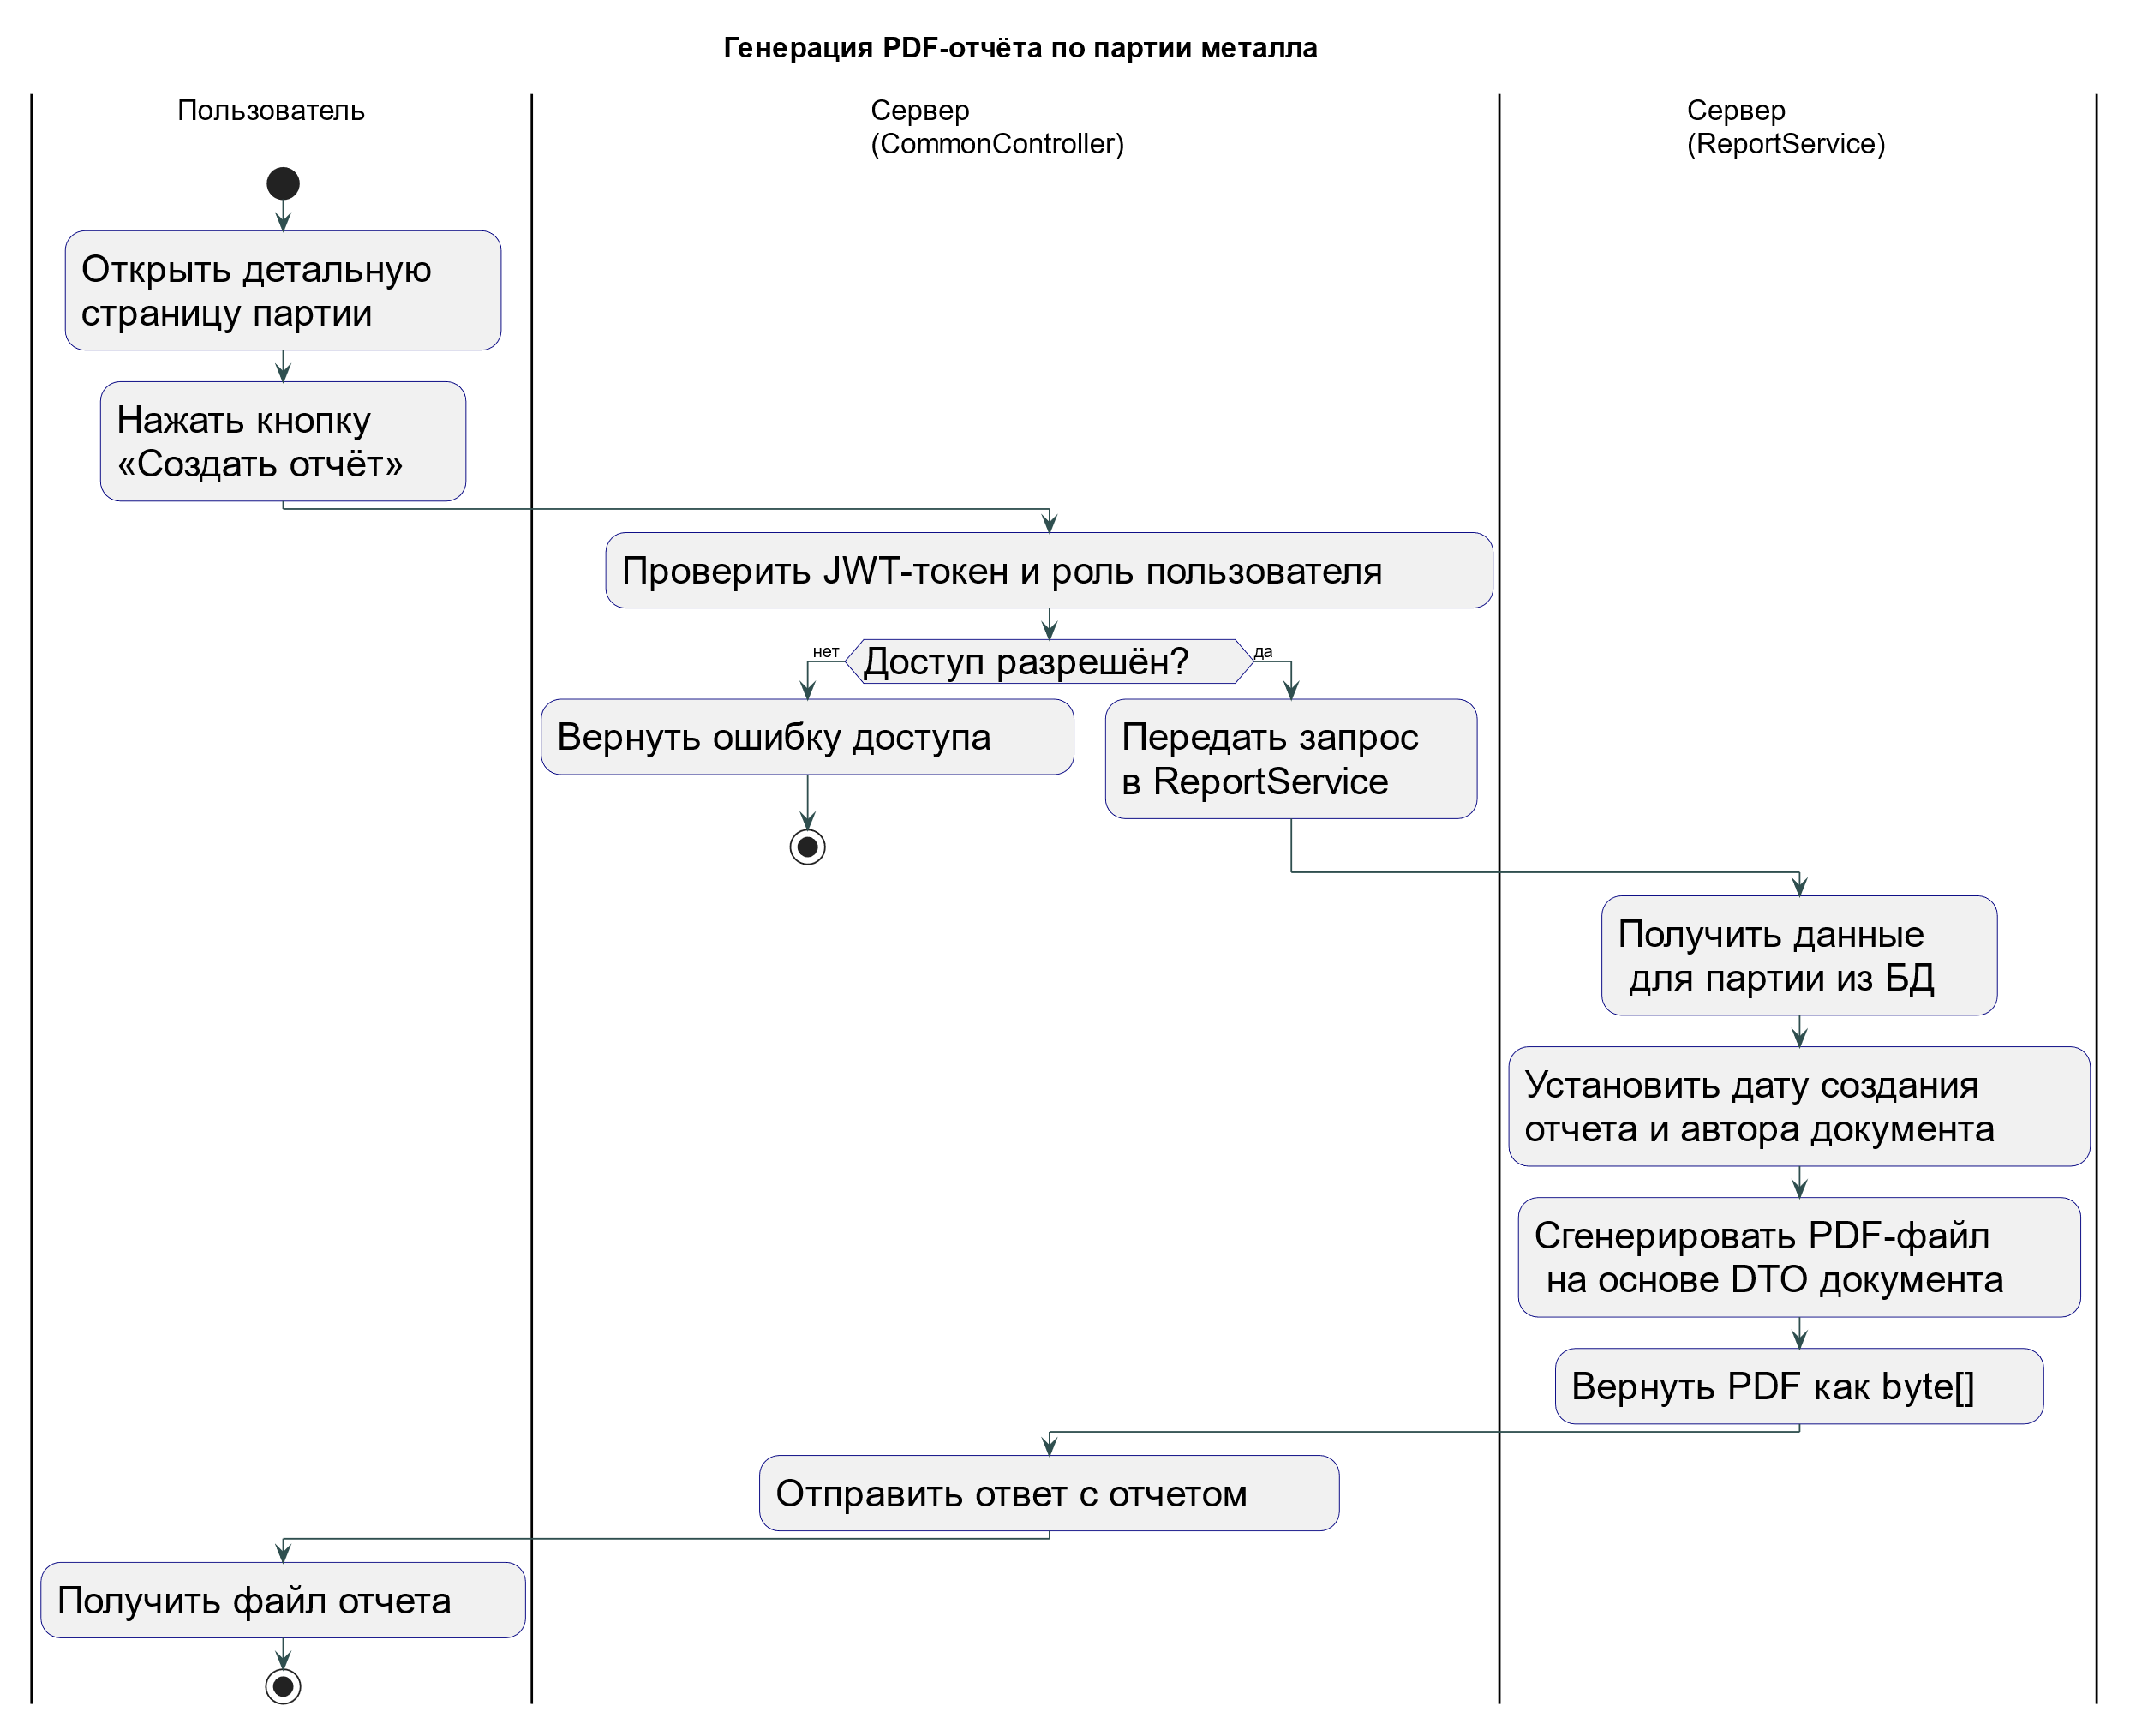 Генерация PDF-отчёта по партии металла
Пользователь
Сервер
(CommonController)
Сервер
(ReportService)
Открыть детальную
страницу партии
Нажать кнопку
«Создать отчёт»
Проверить JWT-токен и роль пользователя
нет
Доступ разрешён?
да
Вернуть ошибку доступа
Передать запрос
в ReportService
Получить данные
для партии из БД
Установить дату создания
отчета и автора документа
Сгенерировать PDF-файл
на основе DTO документа
Вернуть PDF как byte[]
Отправить ответ с отчетом
Получить файл отчета